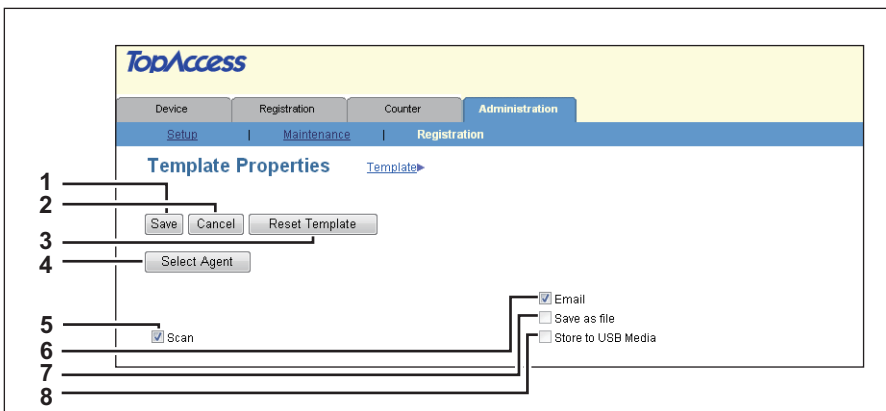 TopAccess
Device Registration Counter Administration
Setup | Maintenance | Registration
Template Properties Template
1
2
Save Cancel Reset Template
3
4 Select Agent
Email
5 Save as file
Scan Store to USB Media
6
7
8